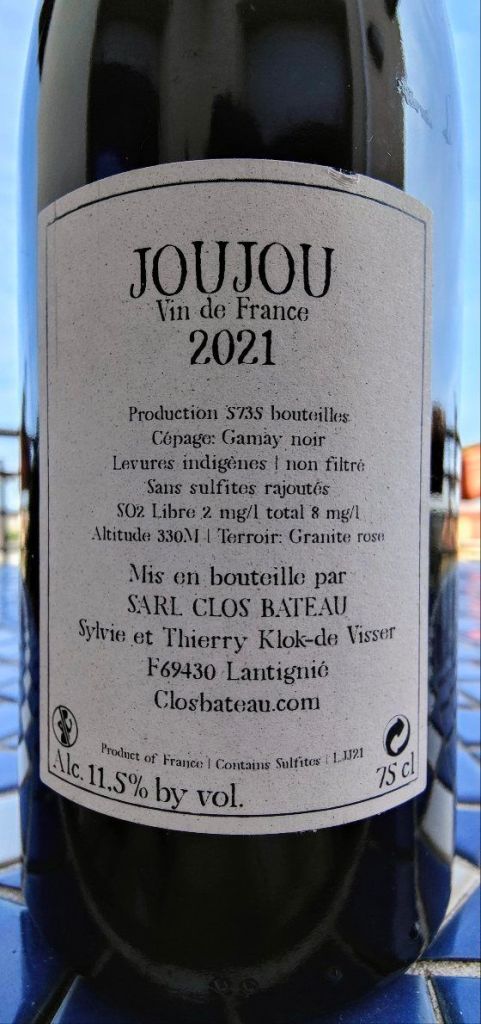 JOUJOU
Vin de France
2021
Production 5735 bouteilles
Cépage: Gamay noir
Levures indigènes | non filtré
Sans sulfites rajoutés
SO2 Libre 2 mg/l total 8 mg/l
Altitude 330M | Terroir: Granite rose
Mis en bouteille par
SARL CLOS BATEAU
Sylvie et Thierry Klok-de Visser
F69430 Lantignié
Closbateau.com
Product of France | Contains Sulfites | LJJ21
Alc. 11,5% by vol.
75 cl